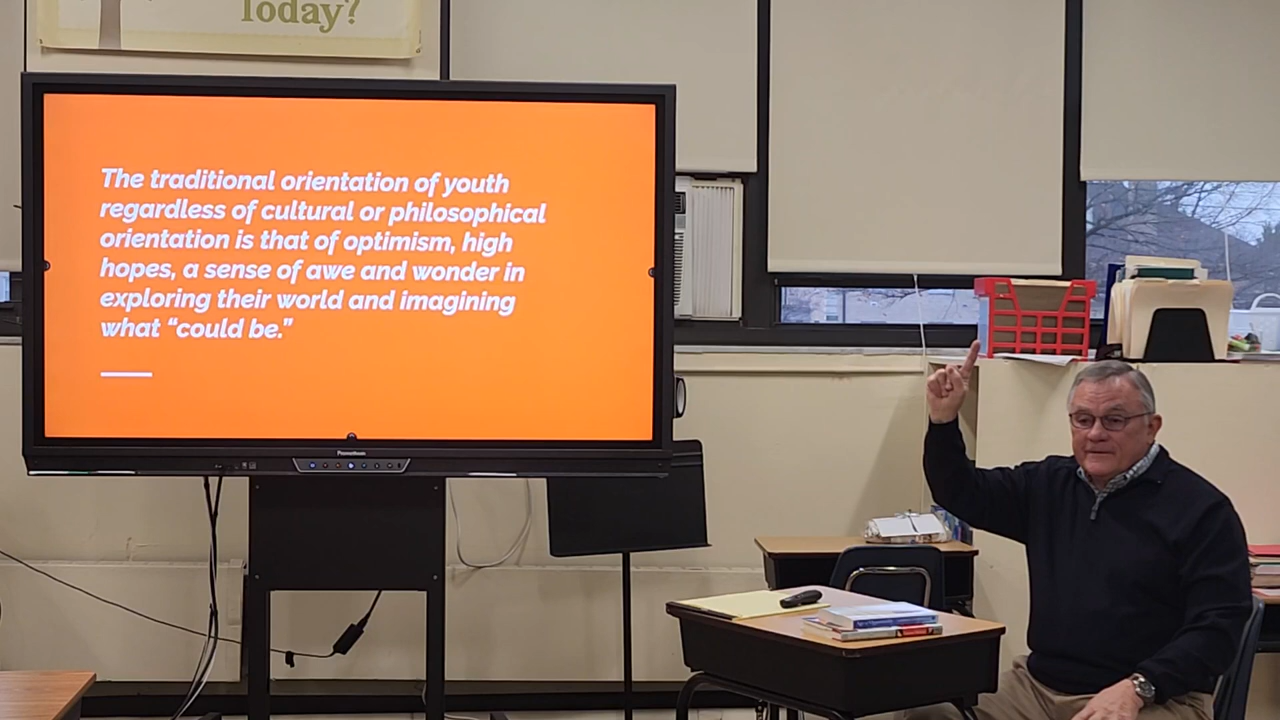 Today?
The traditional orientation of youth
regardless of cultural or philosophical
orientation is that of optimism, high
hopes, a sense of awe and wonder in
exploring their world and imagining
what “could be.”
Promethean